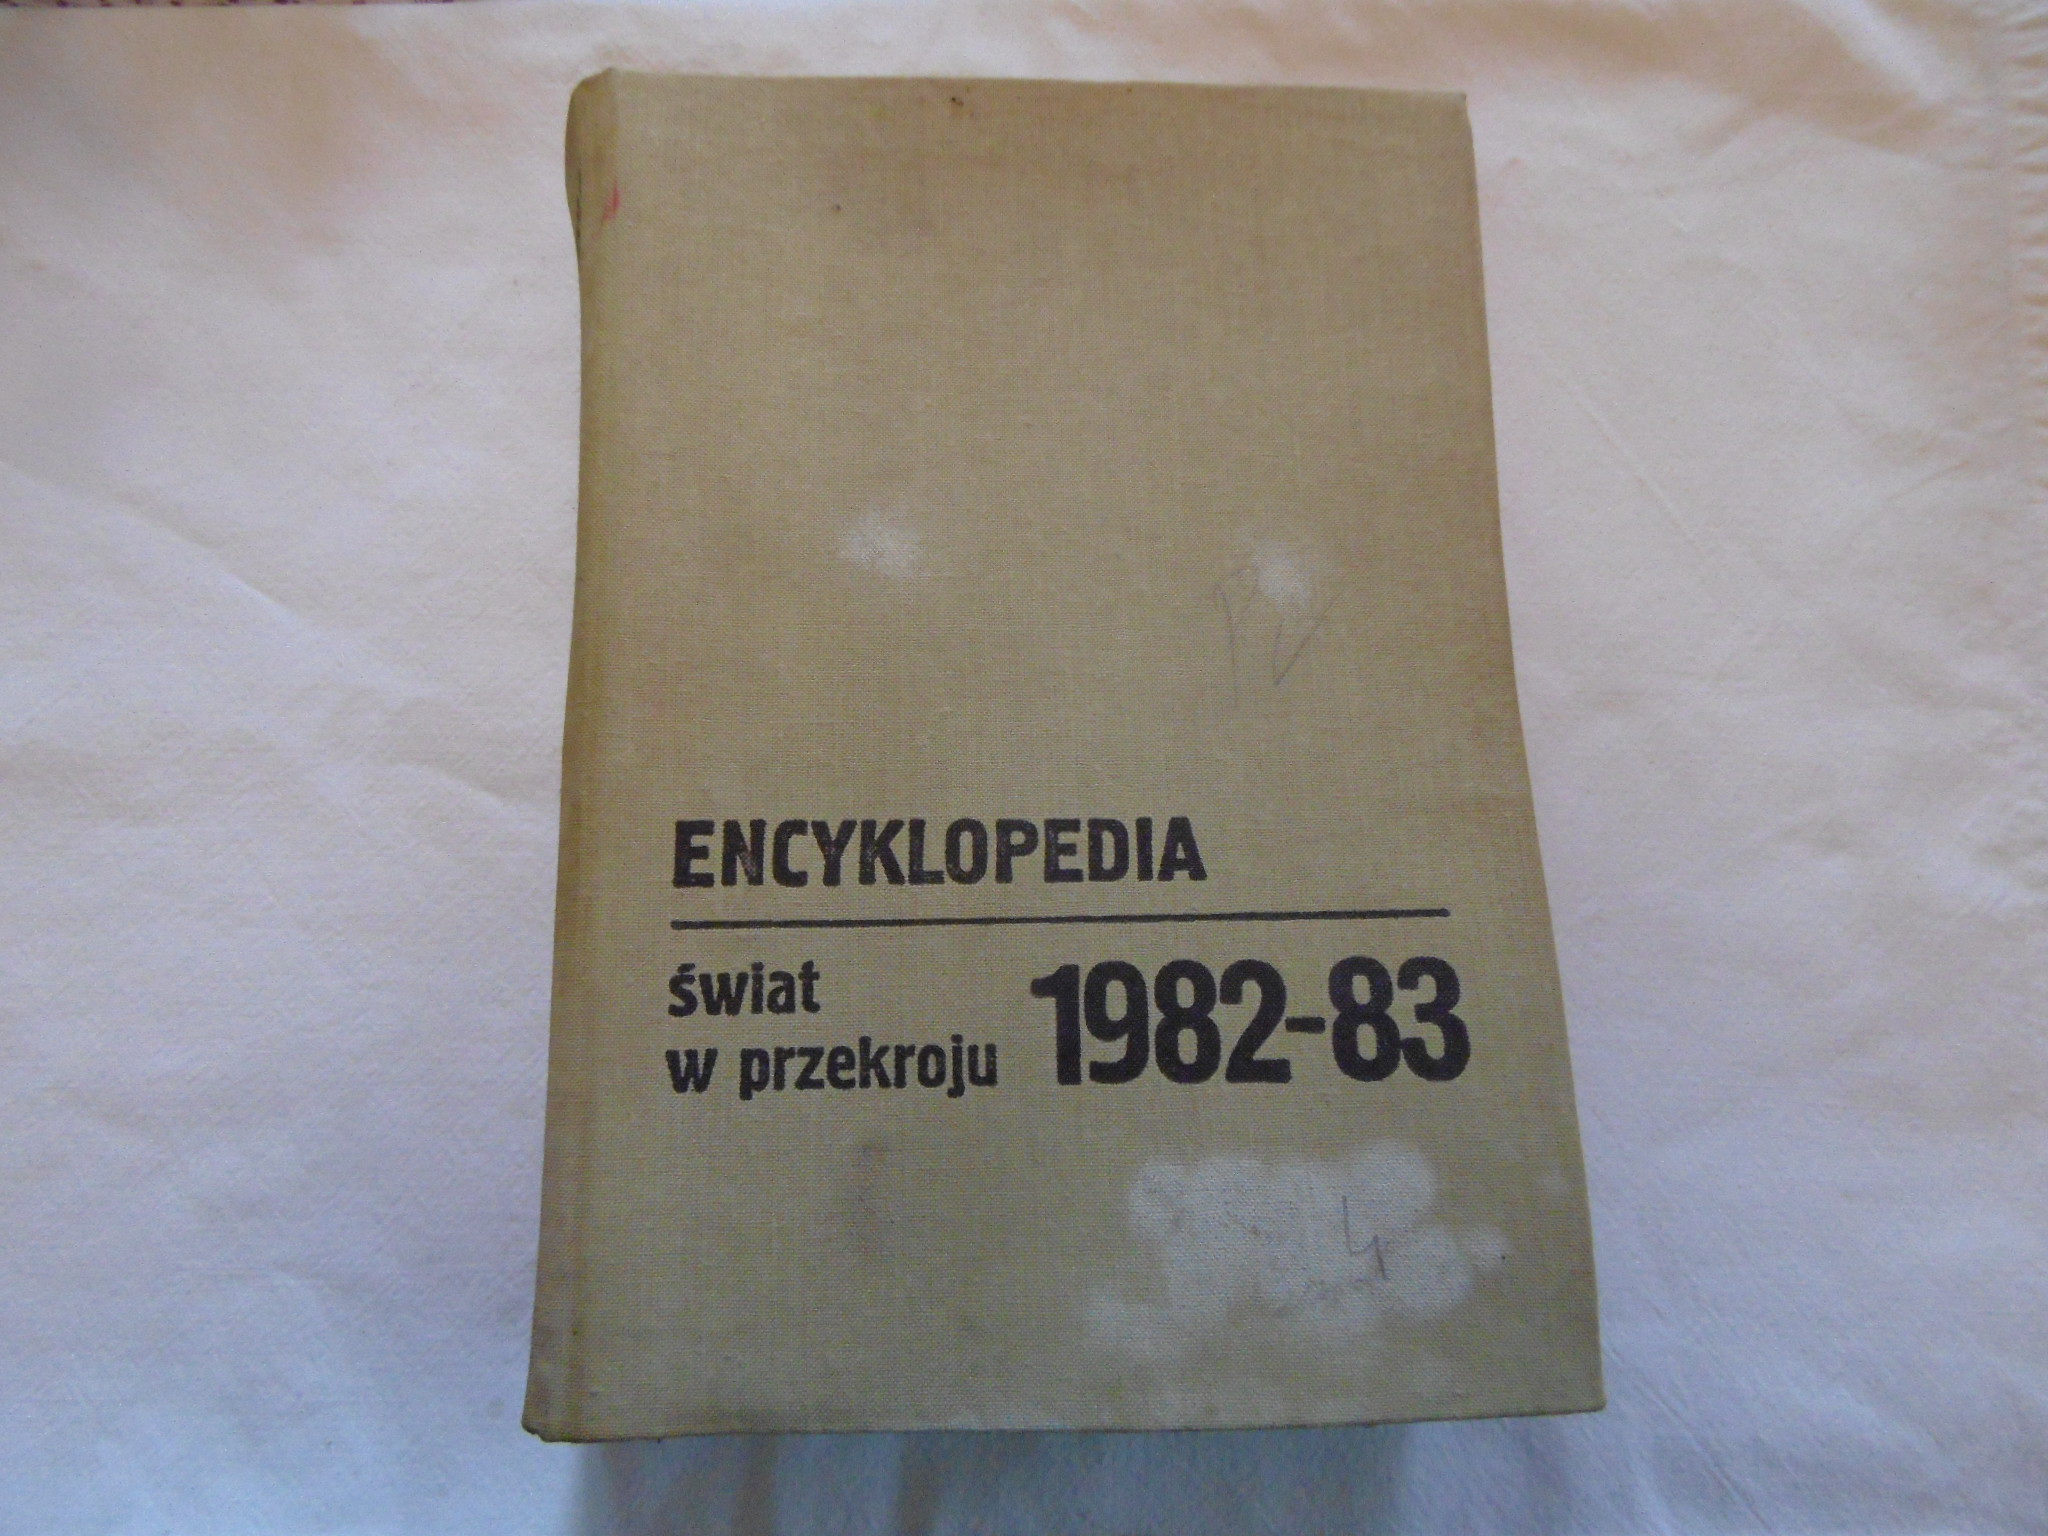 ENCYKLOPEDIA
świat
w przekroju 1982-83